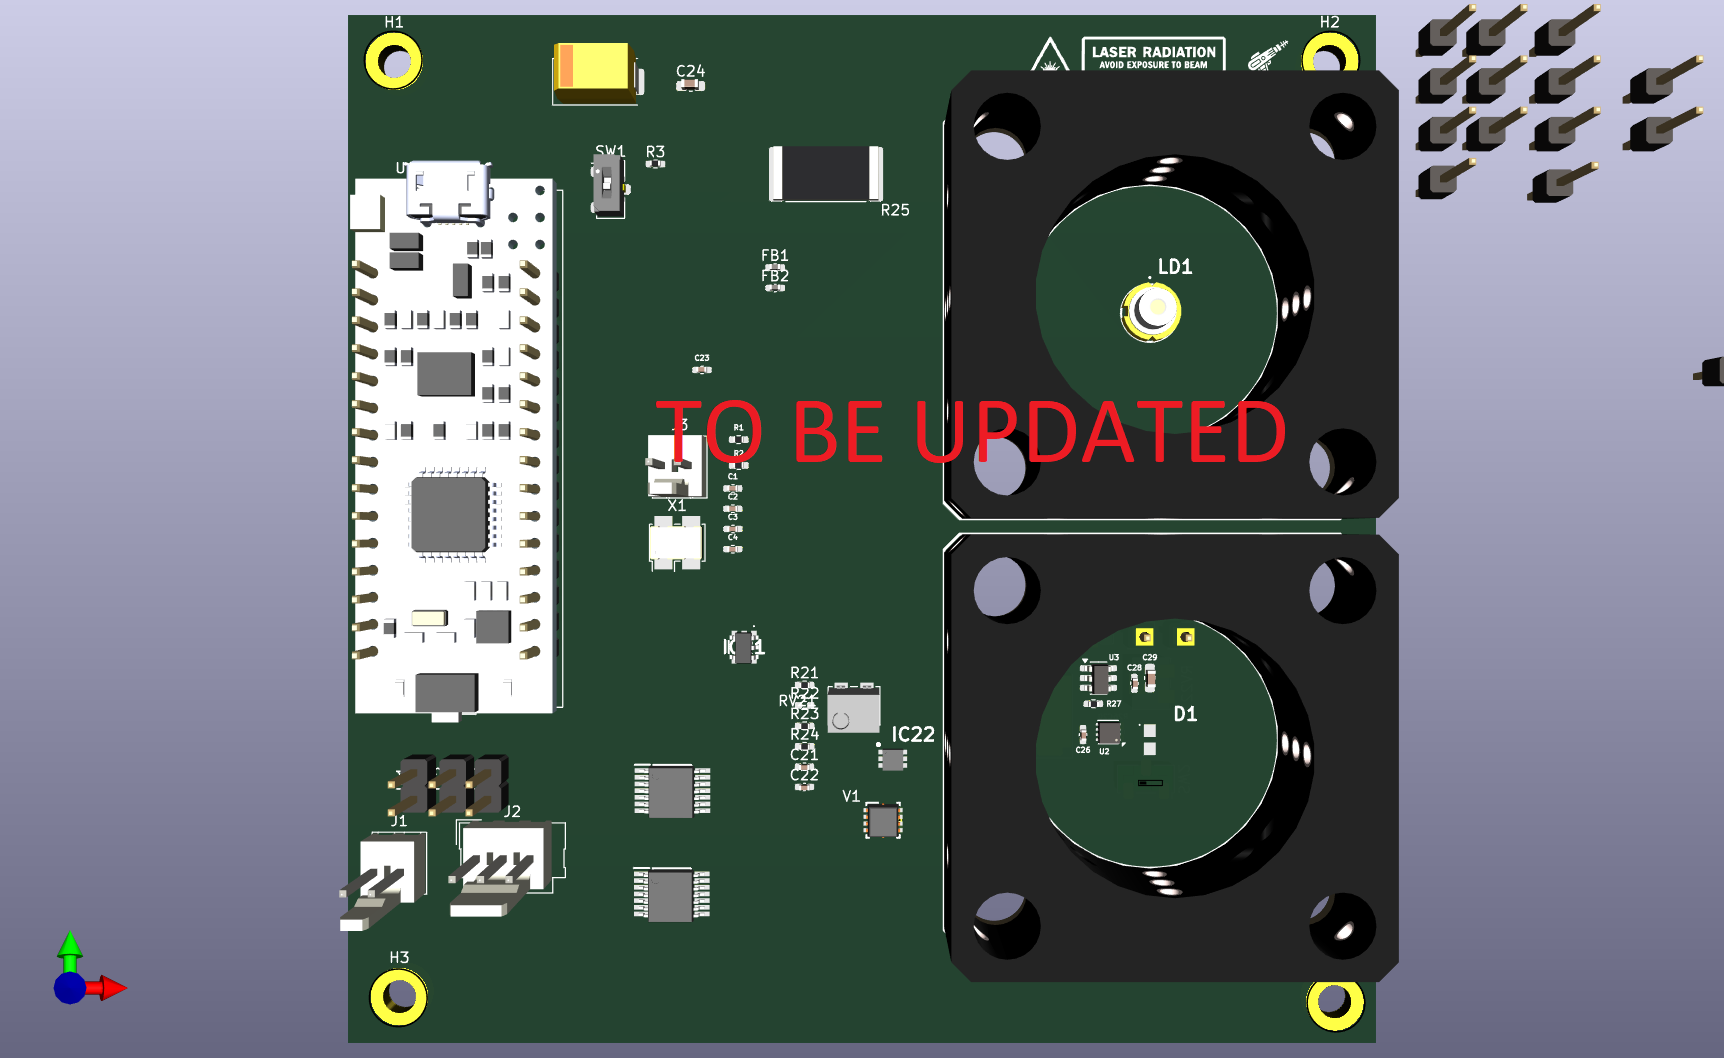 H1
H2
LASER RADIATION
AVOID EXPOSURE TO BEAM
C24
SW1
R3
U
R25
FB1
FB2
LD1
C23
TO BE UPDATED
J3
R1
R2
C1
C2
X1
C3
C4
R21
R22
R23
R24
C21
C22
IC22
V1
U3
C29
C28
R27
D1
C26
U2
J1
J2
H3